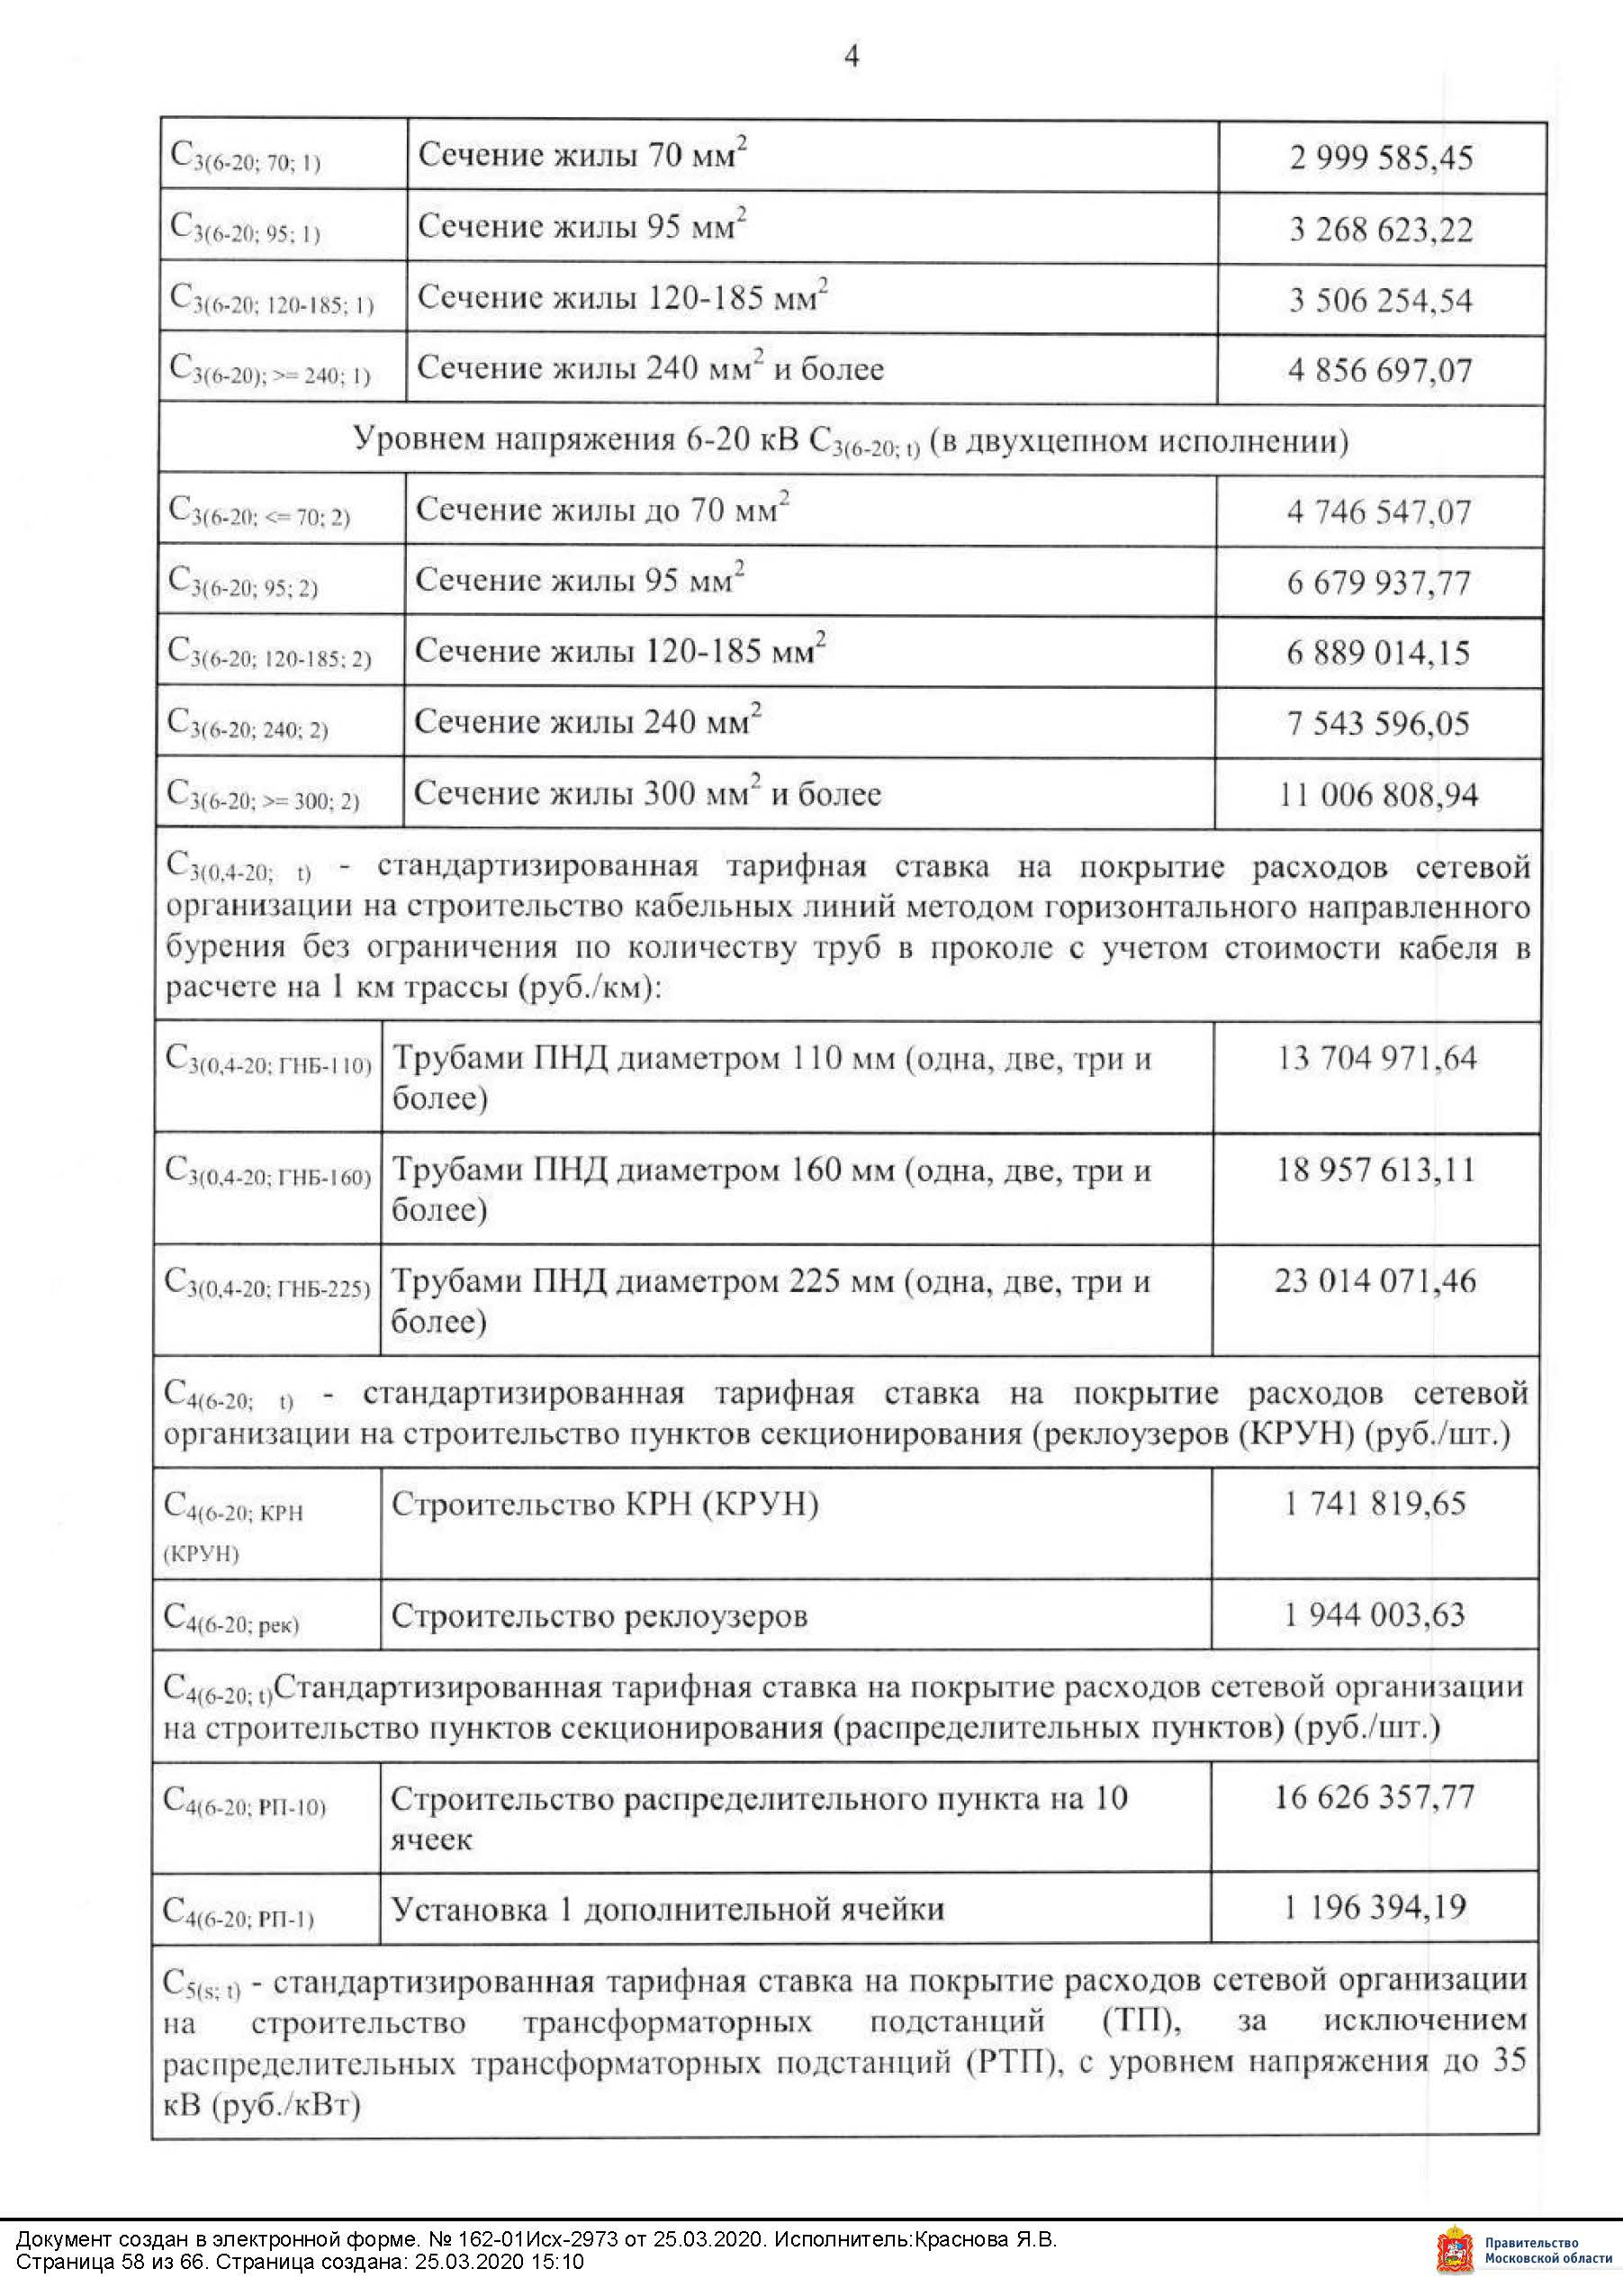 4
С3(6-20; 70; 1) Сечение жилы 70 мм2 2 999 585,45
С3(6-20; 95; 1) Сечение жилы 95 мм2 3 268 623,22
С3(6-20; 120-185; 1) Сечение жилы 120-185 мм2 3 506 254,54
С3(6-20); >= 240; 1) Сечение жилы 240 мм2 и более 4 856 697,07
Уровнем напряжения 6-20 кВ С3(6-20; t) (в двухцепном исполнении)
С3(6-20; <= 70; 2) Сечение жилы до 70 мм2 4 746 547,07
С3(6-20; 95; 2) Сечение жилы 95 мм2 6 679 937,77
С3(6-20; 120-185; 2) Сечение жилы 120-185 мм2 6 889 014,15
С3(6-20; 240; 2) Сечение жилы 240 мм2 7 543 596,05
С3(6-20; >= 300; 2) Сечение жилы 300 мм2 и более 11 006 808,94
С3(0,4-20; t) - стандартизированная тарифная ставка на покрытие расходов сетевой
организации на строительство кабельных линий методом горизонтального направленного
бурения без ограничения по количеству труб в проколе с учетом стоимости кабеля в
расчете на 1 км трассы (руб./км):
С3(0,4-20; ГНБ-110) Трубами ПНД диаметром 110 мм (одна, две, три и 13 704 971,64
более)
С3(0,4-20; ГНБ-160) Трубами ПНД диаметром 160 мм (одна, две, три и 18 957 613,11
более)
С3(0,4-20; ГНБ-225) Трубами ПНД диаметром 225 мм (одна, две, три и 23 014 071,46
более)
С4(6-20; t) - стандартизированная тарифная ставка на покрытие расходов сетевой
организации на строительство пунктов секционирования (реклоузеров (КРУН) (руб./шт.)
С4(6-20; КРН Строительство КРН (КРУН) 1 741 819,65
(КРУН)
С4(6-20; рек) Строительство реклоузеров 1 944 003,63
С4(6-20; t)Стандартизированная тарифная ставка на покрытие расходов сетевой организации
на строительство пунктов секционирования (распределительных пунктов) (руб./шт.)
С4(6-20; РП-10) Строительство распределительного пункта на 10 16 626 357,77
ячеек
С4(6-20; РП-1) Установка 1 дополнительной ячейки 1 196 394,19
С5(s; t) - стандартизированная тарифная ставка на покрытие расходов сетевой организации
на строительство трансформаторных подстанций (ТП), за исключением
распределительных трансформаторных подстанций (РТП), с уровнем напряжения до 35
кВ (руб./кВт)
Документ создан в электронной форме. № 162-01Исх-2973 от 25.03.2020. Исполнитель:Краснова Я.В.
Страница 58 из 66. Страница создана: 25.03.2020 15:10
Правительство
Московской области